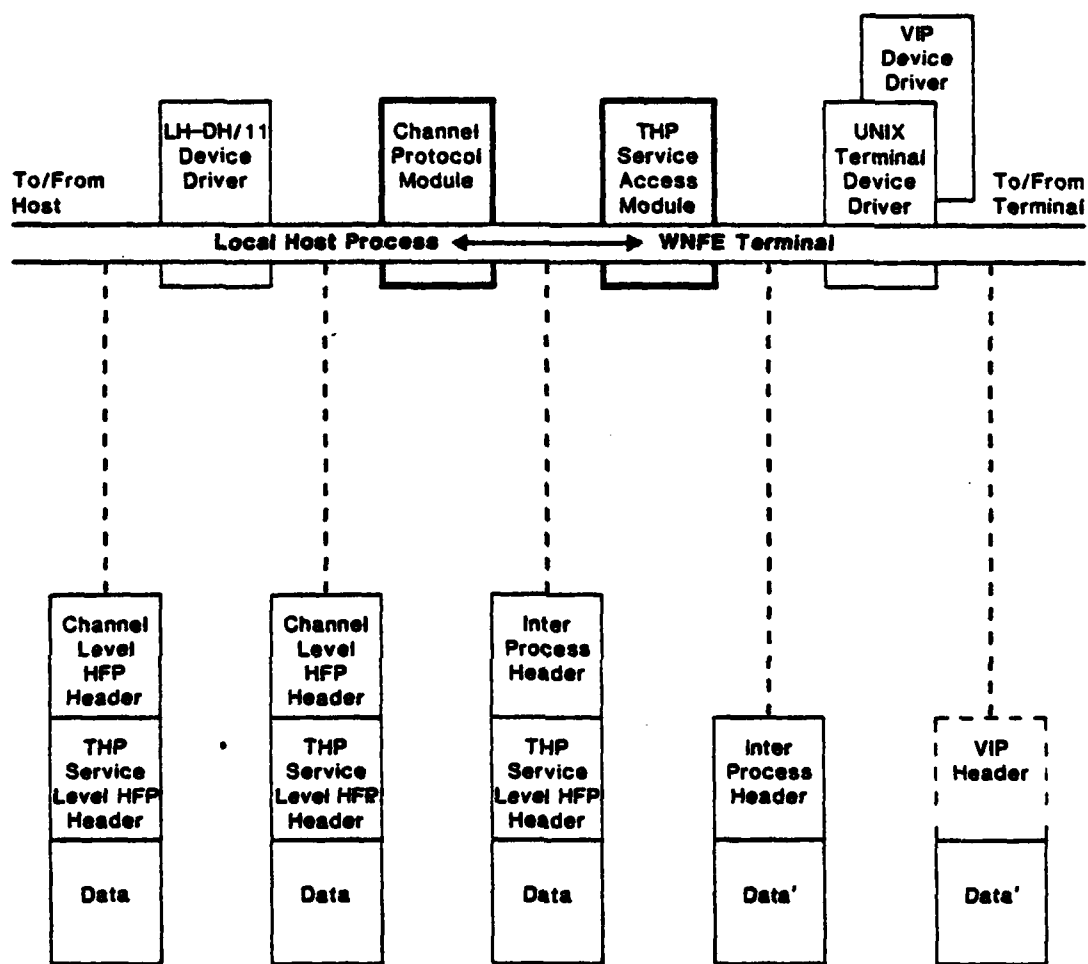 VIP
Device
Driver
LH-DH/11
Device
Driver
Channel
Protocol
Module
THP
Service
Access
Module
UNIX
Terminal
Device
Driver
To/From
Host
To/From
Terminal
Local Host Process WNFE Terminal
Channel
Level
HFP
Header
THP
Service
Level HFP
Header
Data
Channel
Level
HFP
Header
THP
Service
Level HFP
Header
Data
Inter
Process
Header
THP
Service
Level HFP
Header
Data
Inter
Process
Header
Data'
VIP
Header
Data'